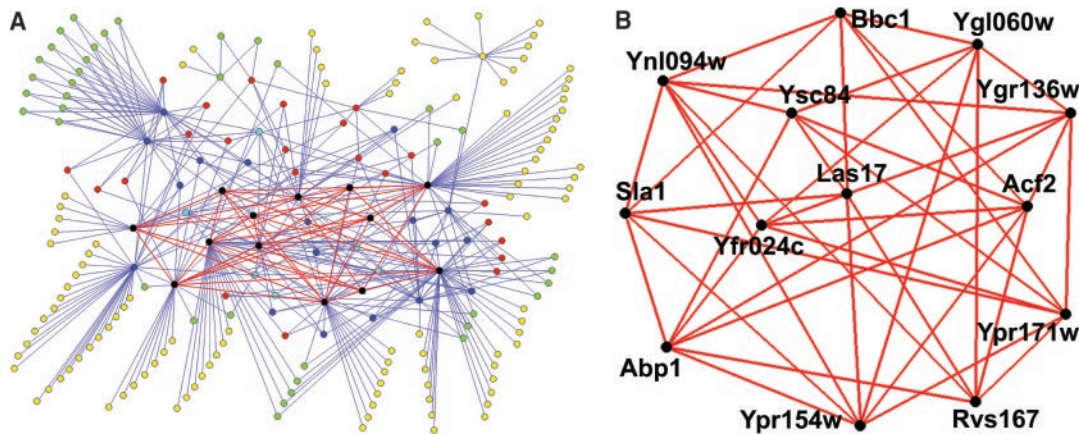 A
B
Bbc1
Ygl060w
Ynl094w
Ygr136w
Ysc84
Las17
Acf2
Sla1
Yfr024c
Ypr171w
Abp1
Ypr154w
Rvs167